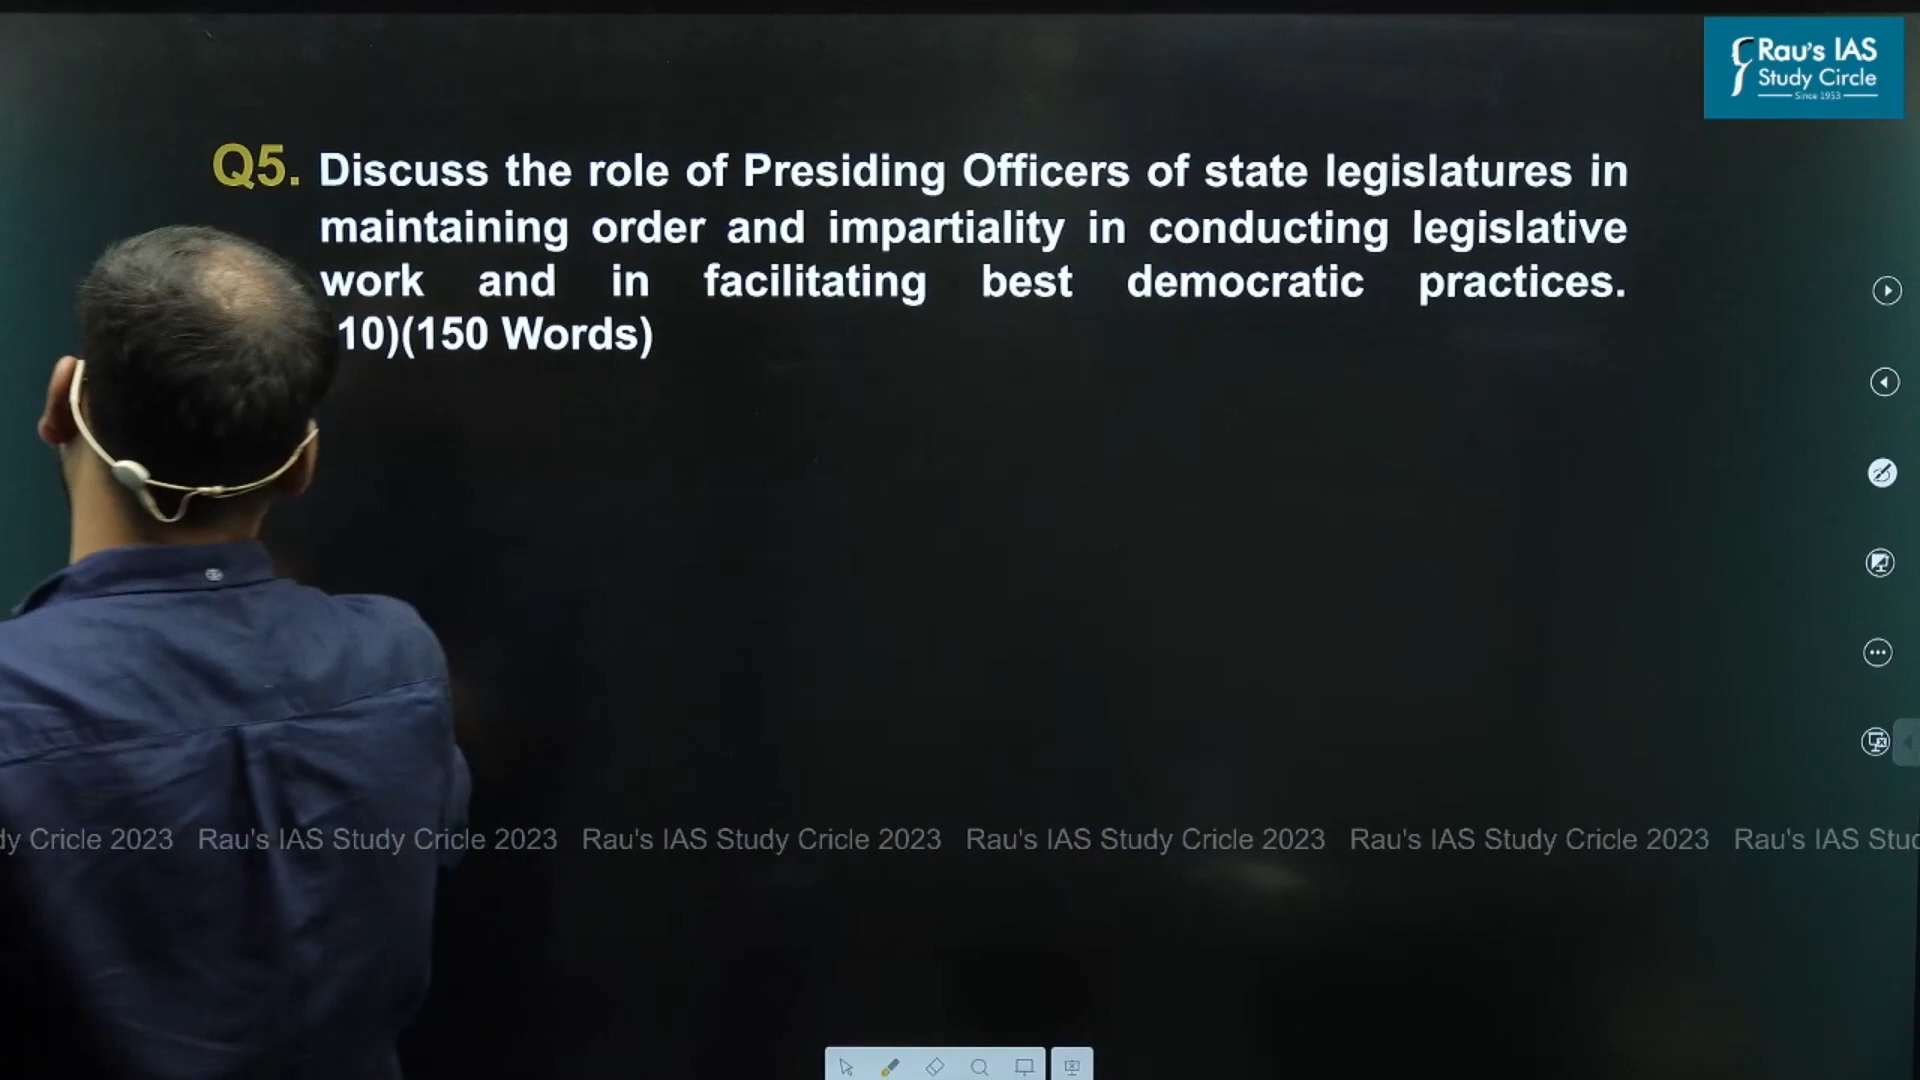 Rau's IAS
Study Circle
Since 1953
Q5. Discuss the role of Presiding Officers of state legislatures in
maintaining order and impartiality in conducting legislative
work and in facilitating best democratic practices.
10)(150 Words)
dy Cricle 2023 Rau's IAS Study Cricle 2023 Rau's IAS Study Cricle 2023 Rau's IAS Study Cricle 2023 Rau's IAS Study Cricle 2023 Rau's IAS Stud